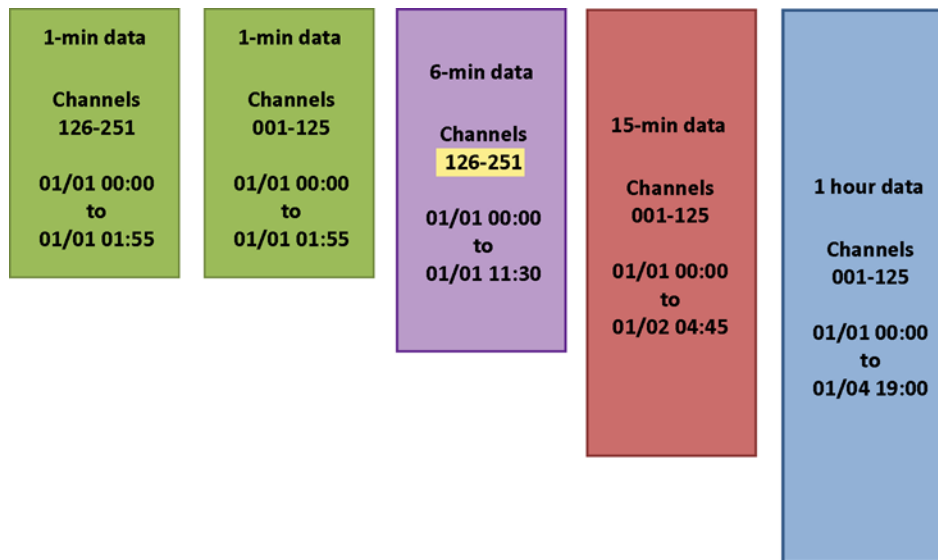 1-min data
Channels
126-251
01/01 00:00
to
01/01 01:55
1-min data
Channels
001-125
01/01 00:00
to
01/01 01:55
6-min data
Channels
126-251
01/01 00:00
to
01/01 11:30
15-min data
Channels
001-125
01/01 00:00
to
01/02 04:45
1 hour data
Channels
001-125
01/01 00:00
to
01/04 19:00